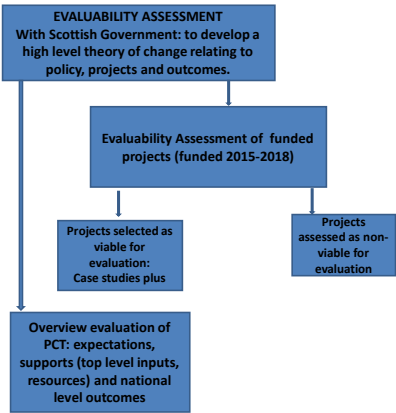 EVALUABILITY ASSESSMENT
With Scottish Government: to develop a
high level theory of change relating to
policy, projects and outcomes.
Evaluability Assessment of funded
projects (funded 2015-2018)
Projects selected as
viable for
evaluation:
Case studies plus
Projects
assessed as non-
viable for
evaluation
Overview evaluation of
PCT: expectations,
supports (top level inputs,
resources) and national
level outcomes